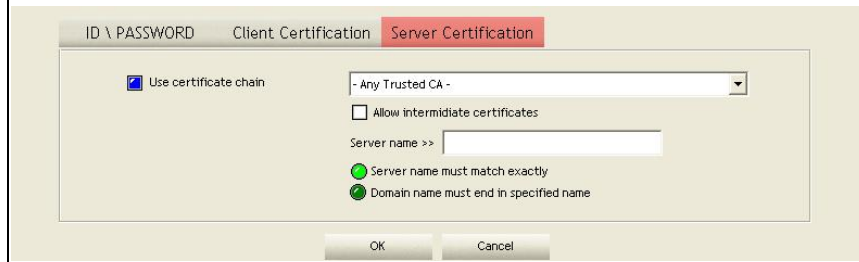 ID \ PASSWORD Client Certification Server Certification
Use certificate chain - Any Trusted CA -
Allow intermidiate certificates
Server name >>
Server name must match exactly
Domain name must end in specified name
OK Cancel